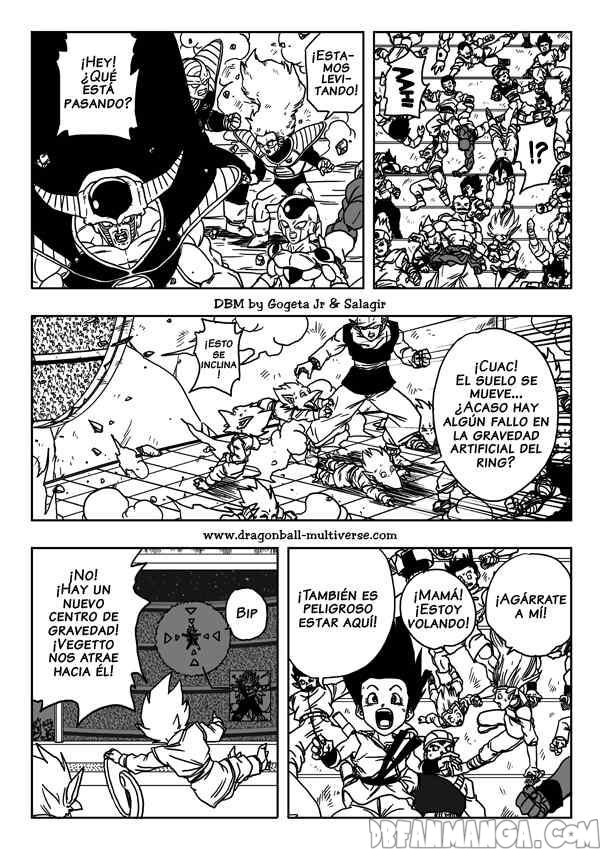 ¡HEY!
¿QUÉ
ESTÁ
PASANDO?
¡ESTA-
MOS
LEVI-
TANDO!
IHAA
!?
DBM by Gogeta Jr & Salagir
¡ESTO
SE
INCLINA!
¡CUAC!
EL SUELO SE
MUEVE...
¿ACASO HAY
ALGÚN FALLO EN
LA GRAVEDAD
ARTIFICIAL DEL
RING?
www.dragonball-multiverse.com
¡NO!
¡HAY UN
NUEVO
CENTRO DE
GRAVEDAD!
¡VEGETTO
NOS ATRAE
HACIA ÉL!
BIP
¡TAMBIÉN ES
PELIGROSO
ESTAR AQUÍ!
¡MAMÁ!
¡ESTOY
VOLANDO!
¡AGÁRRATE
A MÍ!
DBFANMANGA.COM